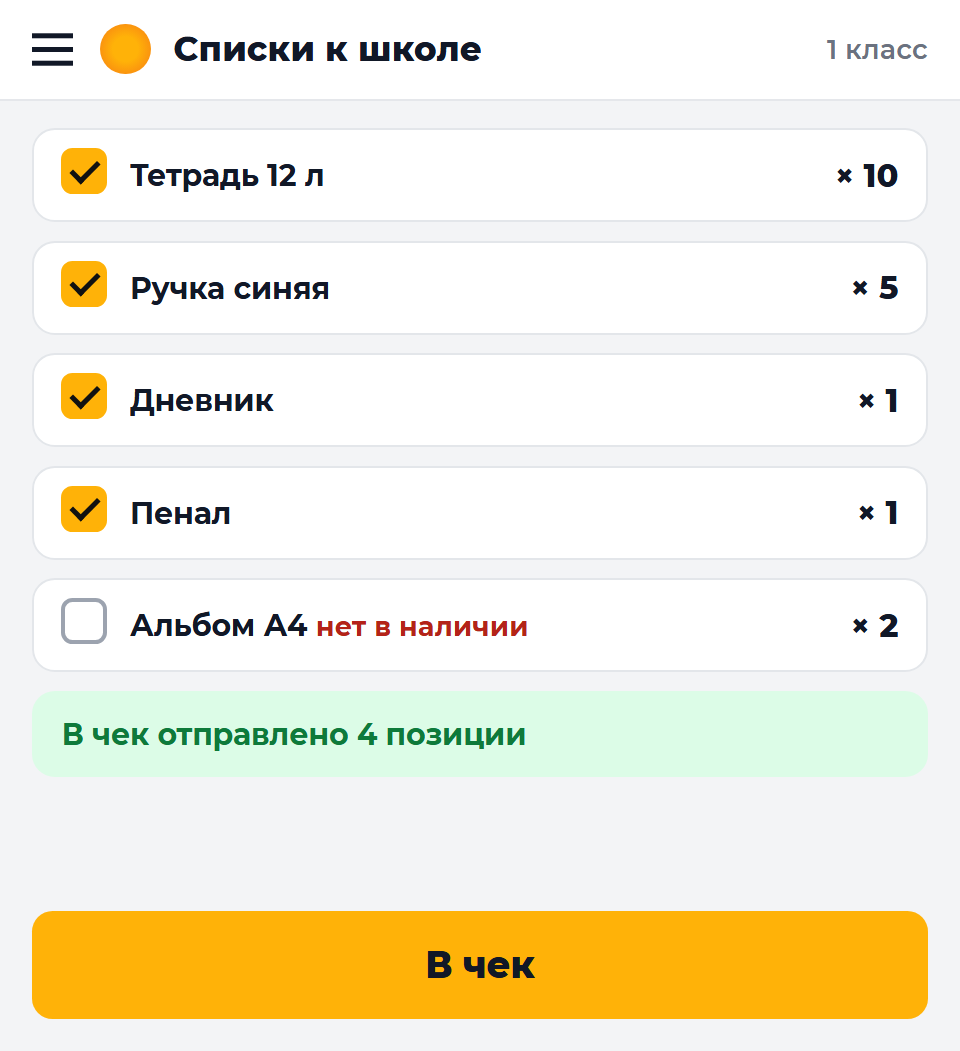 Списки к школе
1 класс
Тетрадь 12 л × 10
Ручка синяя × 5
Дневник × 1
Пенал × 1
Альбом А4 нет в наличии × 2
В чек отправлено 4 позиции
В чек